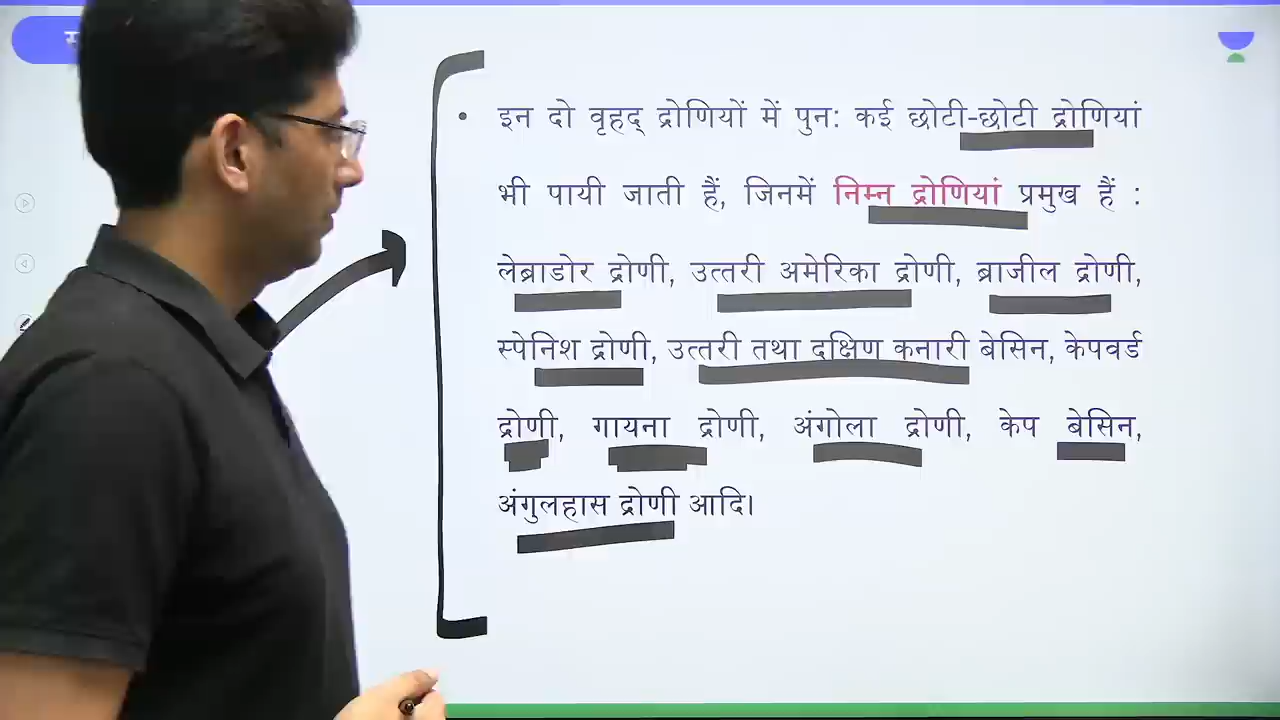 इन दो वृहद् द्रोणियों में पुन: कई छोटी-छोटी द्रोणियां
भी पायी जाती हैं, जिनमें निम्न द्रोणियां प्रमुख हैं :
लेब्राडोर द्रोणी, उत्तरी अमेरिका द्रोणी, ब्राजील द्रोणी,
स्पेनिश द्रोणी, उत्तरी तथा दक्षिण कनारी बेसिन, केपवर्ड
द्रोणी, गायना द्रोणी, अंगोला द्रोणी, केप बेसिन,
अंगुलहास द्रोणी आदि।